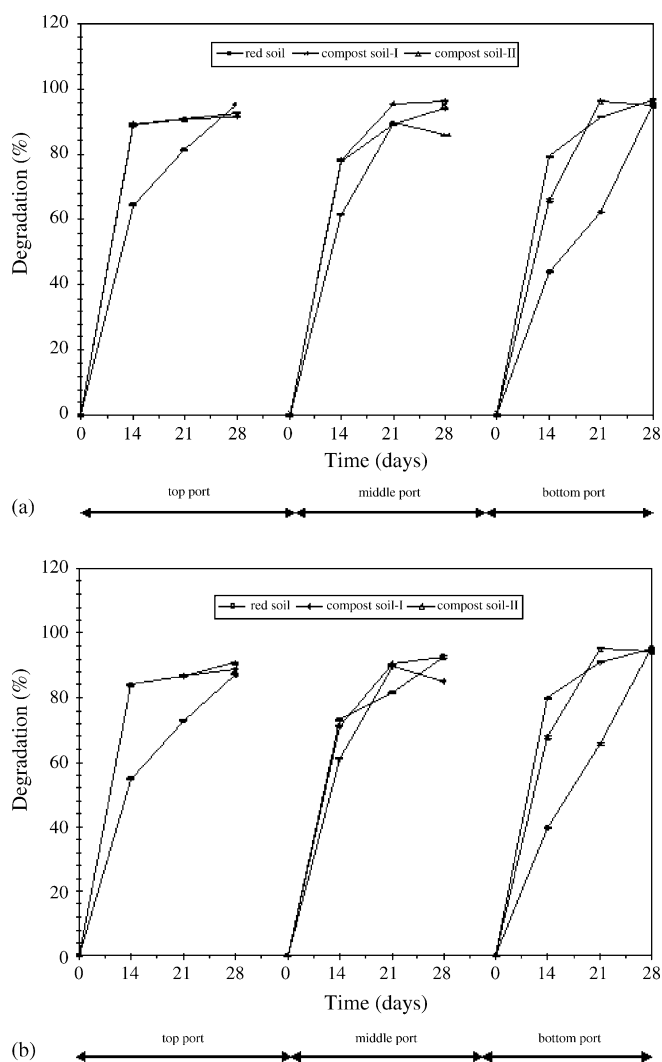 120
red soil compost soil-I compost soil-II
100
80
60
40
20
0
Degradation (%)
0 14 21 28 0 14 21 28 0 14 21 28
Time (days)
top port middle port bottom port
(a)
120
red soil compost soil-I compost soil-II
100
80
60
40
20
0
Degradation (%)
0 14 21 28 0 14 21 28 0 14 21 28
Time (days)
top port middle port bottom port
(b)